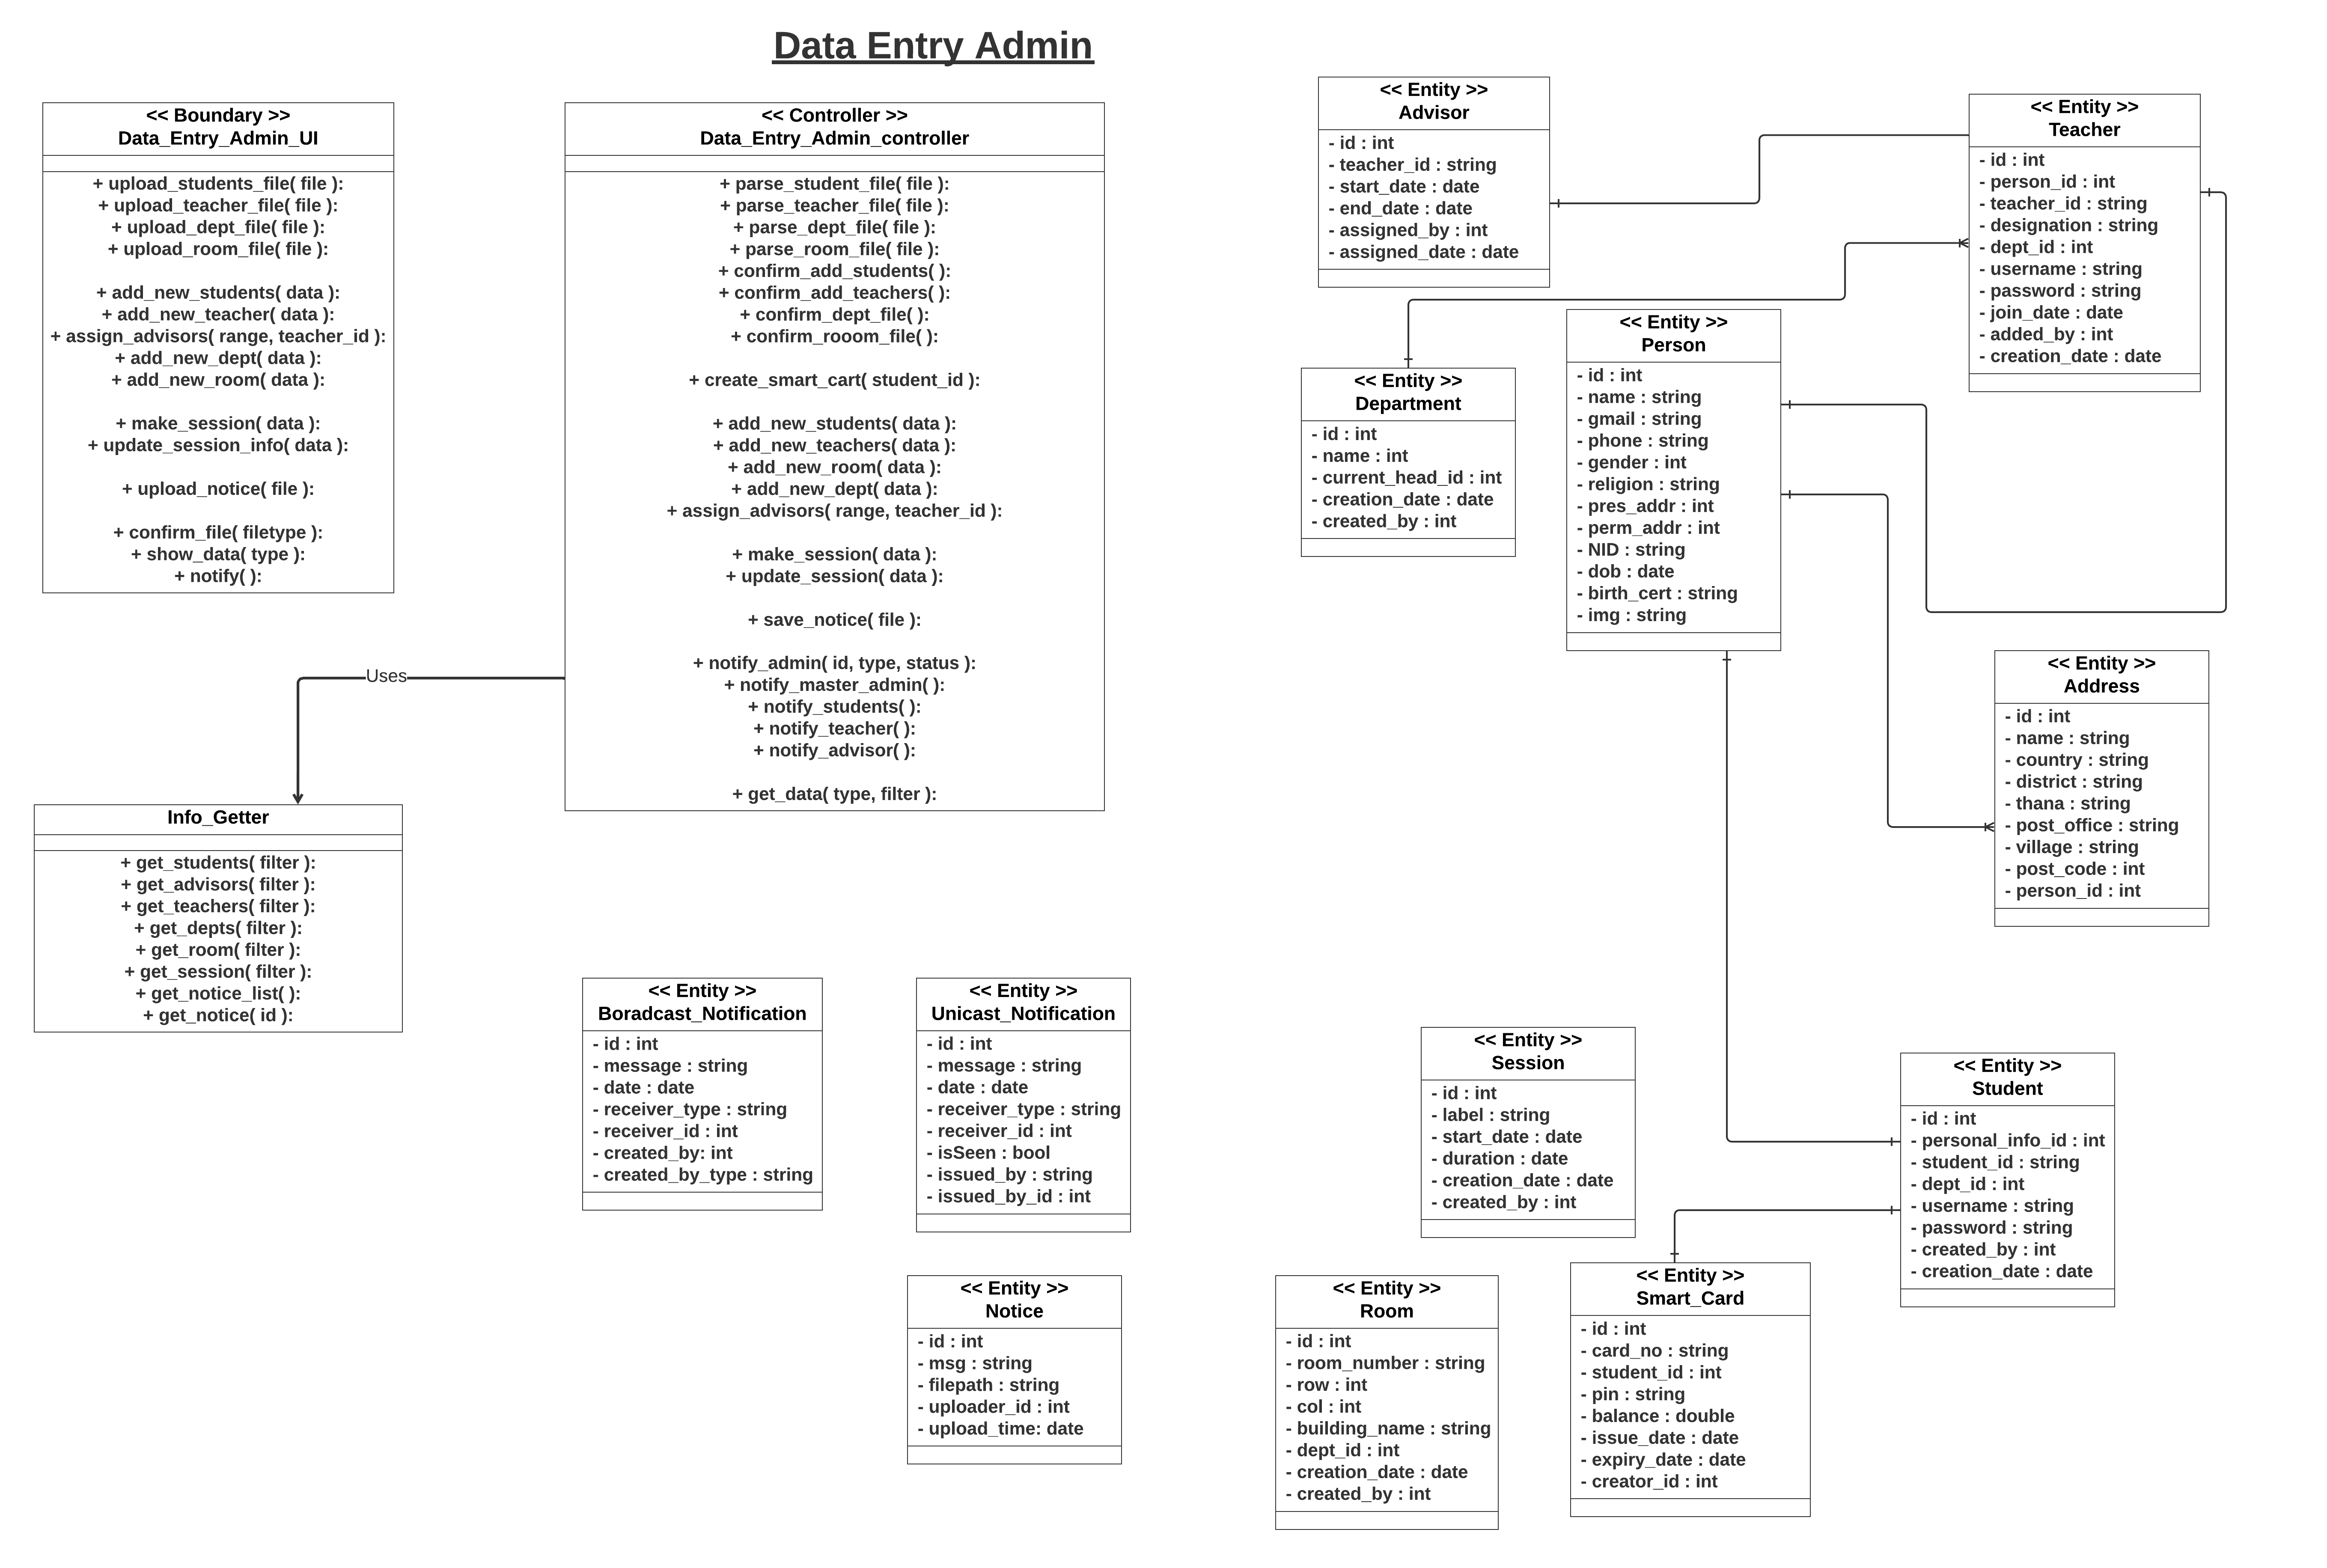 Data Entry Admin
<< Boundary >>
Data_Entry_Admin_UI
+ upload_students_file( file ):
+ upload_teacher_file( file ):
+ upload_dept_file( file ):
+ upload_room_file( file ):
+ add_new_students( data ):
+ add_new_teacher( data ):
+ assign_advisors( range, teacher_id ):
+ add_new_dept( data ):
+ add_new_room( data ):
+ make_session( data ):
+ update_session_info( data ):
+ upload_notice( file ):
+ confirm_file( filetype ):
+ show_data( type ):
+ notify( ):
<< Controller >>
Data_Entry_Admin_controller
+ parse_student_file( file ):
+ parse_teacher_file( file ):
+ parse_dept_file( file ):
+ parse_room_file( file ):
+ confirm_add_students( ):
+ confirm_add_teachers( ):
+ confirm_dept_file( ):
+ confirm_rooom_file( ):
+ create_smart_cart( student_id ):
+ add_new_students( data ):
+ add_new_teachers( data ):
+ add_new_room( data ):
+ add_new_dept( data ):
+ assign_advisors( range, teacher_id ):
+ make_session( data ):
+ update_session( data ):
+ save_notice( file ):
+ notify_admin( id, type, status ):
+ notify_master_admin( ):
+ notify_students( ):
+ notify_teacher( ):
+ notify_advisor( ):
+ get_data( type, filter ):
Uses
Info_Getter
+ get_students( filter ):
+ get_advisors( filter ):
+ get_teachers( filter ):
+ get_depts( filter ):
+ get_room( filter ):
+ get_session( filter ):
+ get_notice_list( ):
+ get_notice( id ):
<< Entity >>
Advisor
- id : int
- teacher_id : string
- start_date : date
- end_date : date
- assigned_by : int
- assigned_date : date
<< Entity >>
Teacher
- id : int
- person_id : int
- teacher_id : string
- designation : string
- dept_id : int
- username : string
- password : string
- join_date : date
- added_by : int
- creation_date : date
<< Entity >>
Department
- id : int
- name : int
- current_head_id : int
- creation_date : date
- created_by : int
<< Entity >>
Person
- id : int
- name : string
- gmail : string
- phone : string
- gender : int
- religion : string
- pres_addr : int
- perm_addr : int
- NID : string
- dob : date
- birth_cert : string
- img : string
<< Entity >>
Address
- id : int
- name : string
- country : string
- district : string
- thana : string
- post_office : string
- village : string
- post_code : int
- person_id : int
<< Entity >>
Boradcast_Notification
- id : int
- message : string
- date : date
- receiver_type : string
- receiver_id : int
- created_by: int
- created_by_type : string
<< Entity >>
Unicast_Notification
- id : int
- message : string
- date : date
- receiver_type : string
- receiver_id : int
- isSeen : bool
- issued_by : string
- issued_by_id : int
<< Entity >>
Session
- id : int
- label : string
- start_date : date
- duration : date
- creation_date : date
- created_by : int
<< Entity >>
Student
- id : int
- personal_info_id : int
- student_id : string
- dept_id : int
- username : string
- password : string
- created_by : int
- creation_date : date
<< Entity >>
Notice
- id : int
- msg : string
- filepath : string
- uploader_id : int
- upload_time: date
<< Entity >>
Room
- id : int
- room_number : string
- row : int
- col : int
- building_name : string
- dept_id : int
- creation_date : date
- created_by : int
<< Entity >>
Smart_Card
- id : int
- card_no : string
- student_id : int
- pin : string
- balance : double
- issue_date : date
- expiry_date : date
- creator_id : int